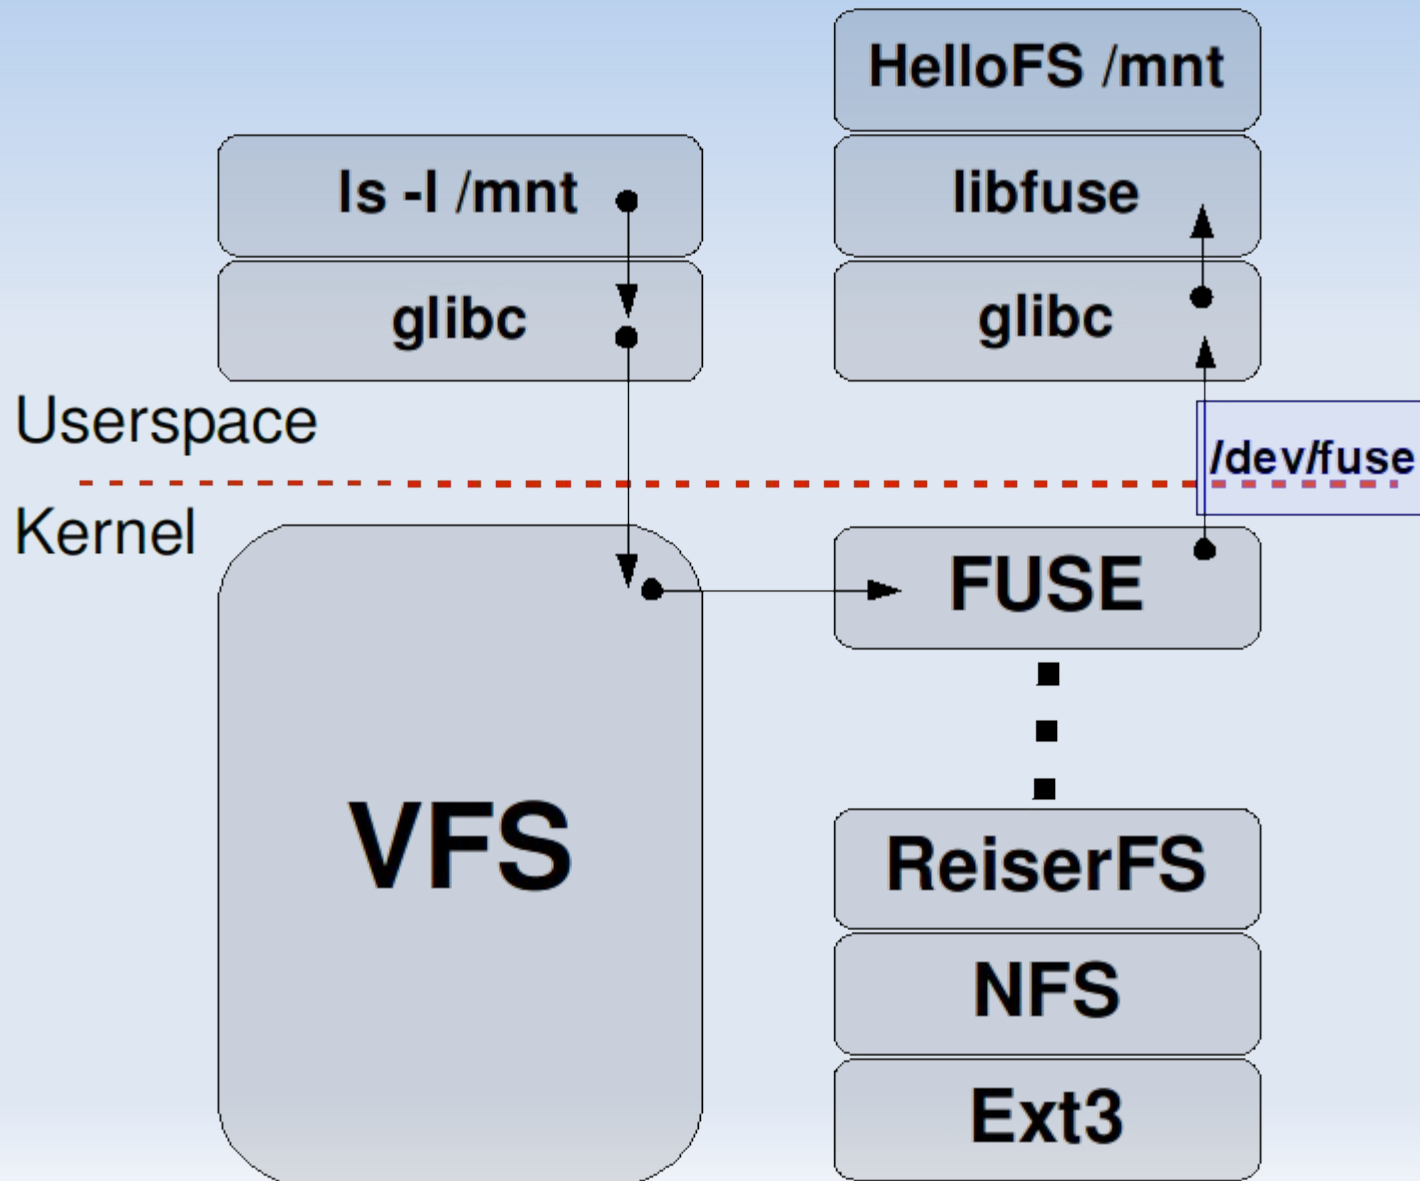 HelloFS /mnt
ls -l /mnt
libfuse
glibc
glibc
Userspace
/dev/fuse
Kernel
FUSE
VFS
ReiserFS
NFS
Ext3